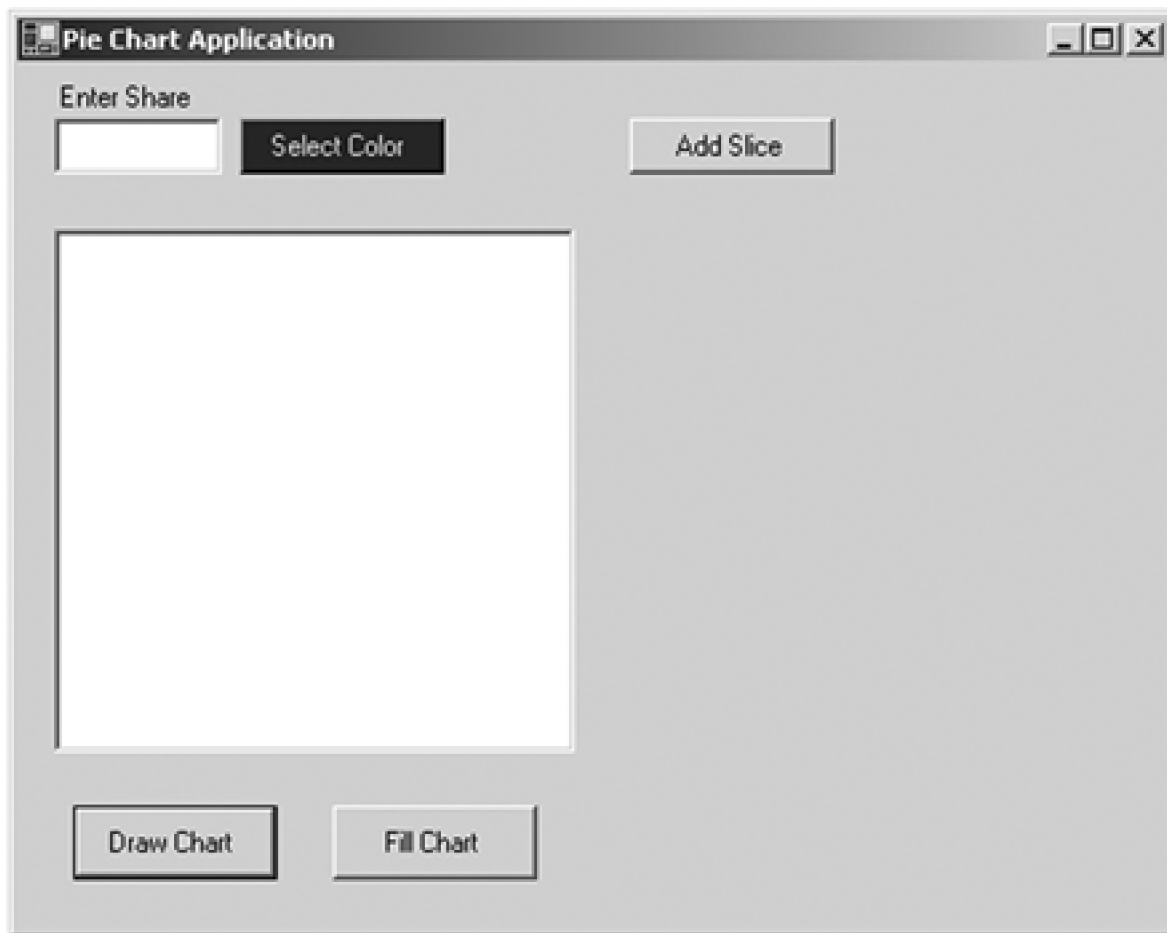 Pie Chart Application
Enter Share
Select Color
Add Slice
Draw Chart
Fill Chart